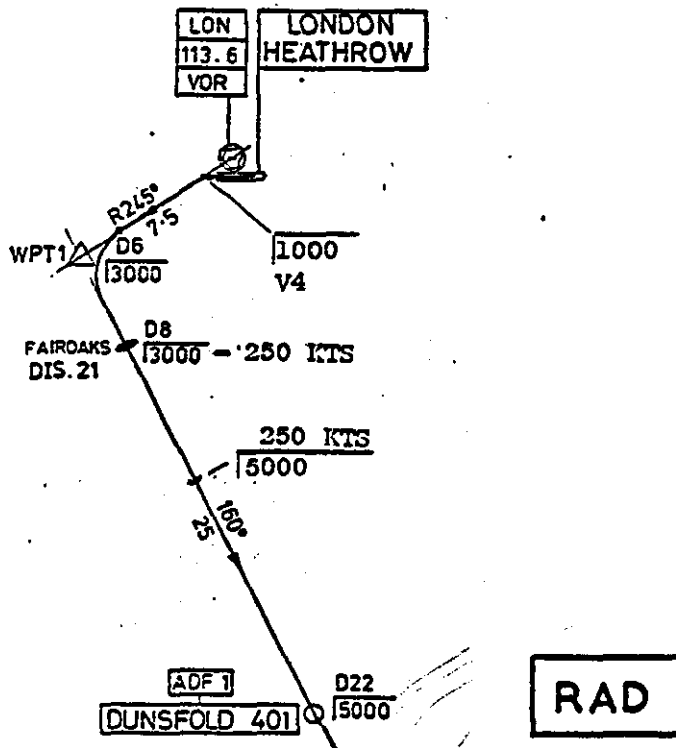 LON
113.6
VOR
LONDON
HEATHROW
R245°
7.5
WPT1
D6
3000
1000
V4
D8
3000 - 250 KTS
FAIROAKS
DIS.21
250 KTS
5000
160°
25
ADF 1
DUNSFOLD 401
D22
5000
RAD